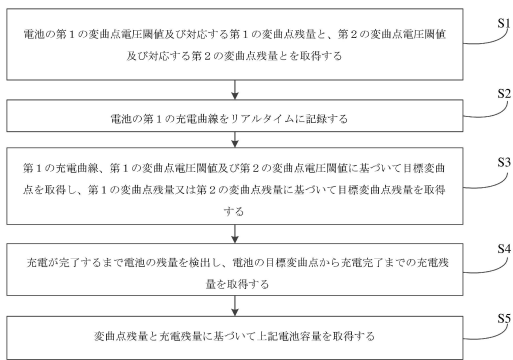 S1
電池の第１の変曲点電圧閾値及び対応する第１の変曲点残量と、第２の変曲点電圧閾値
及び対応する第２の変曲点残量とを取得する
S2
電池の第１の充電曲線をリアルタイムに記録する
S3
第１の充電曲線、第１の変曲点電圧閾値及び第２の変曲点電圧閾値に基づいて目標変曲
点を取得し、第１の変曲点残量又は第２の変曲点残量に基づいて目標変曲点残量を取得
する
S4
充電が完了するまで電池の残量を検出し、電池の目標変曲点から充電完了までの充電残
量を取得する
S5
変曲点残量と充電残量に基づいて上記電池容量を取得する